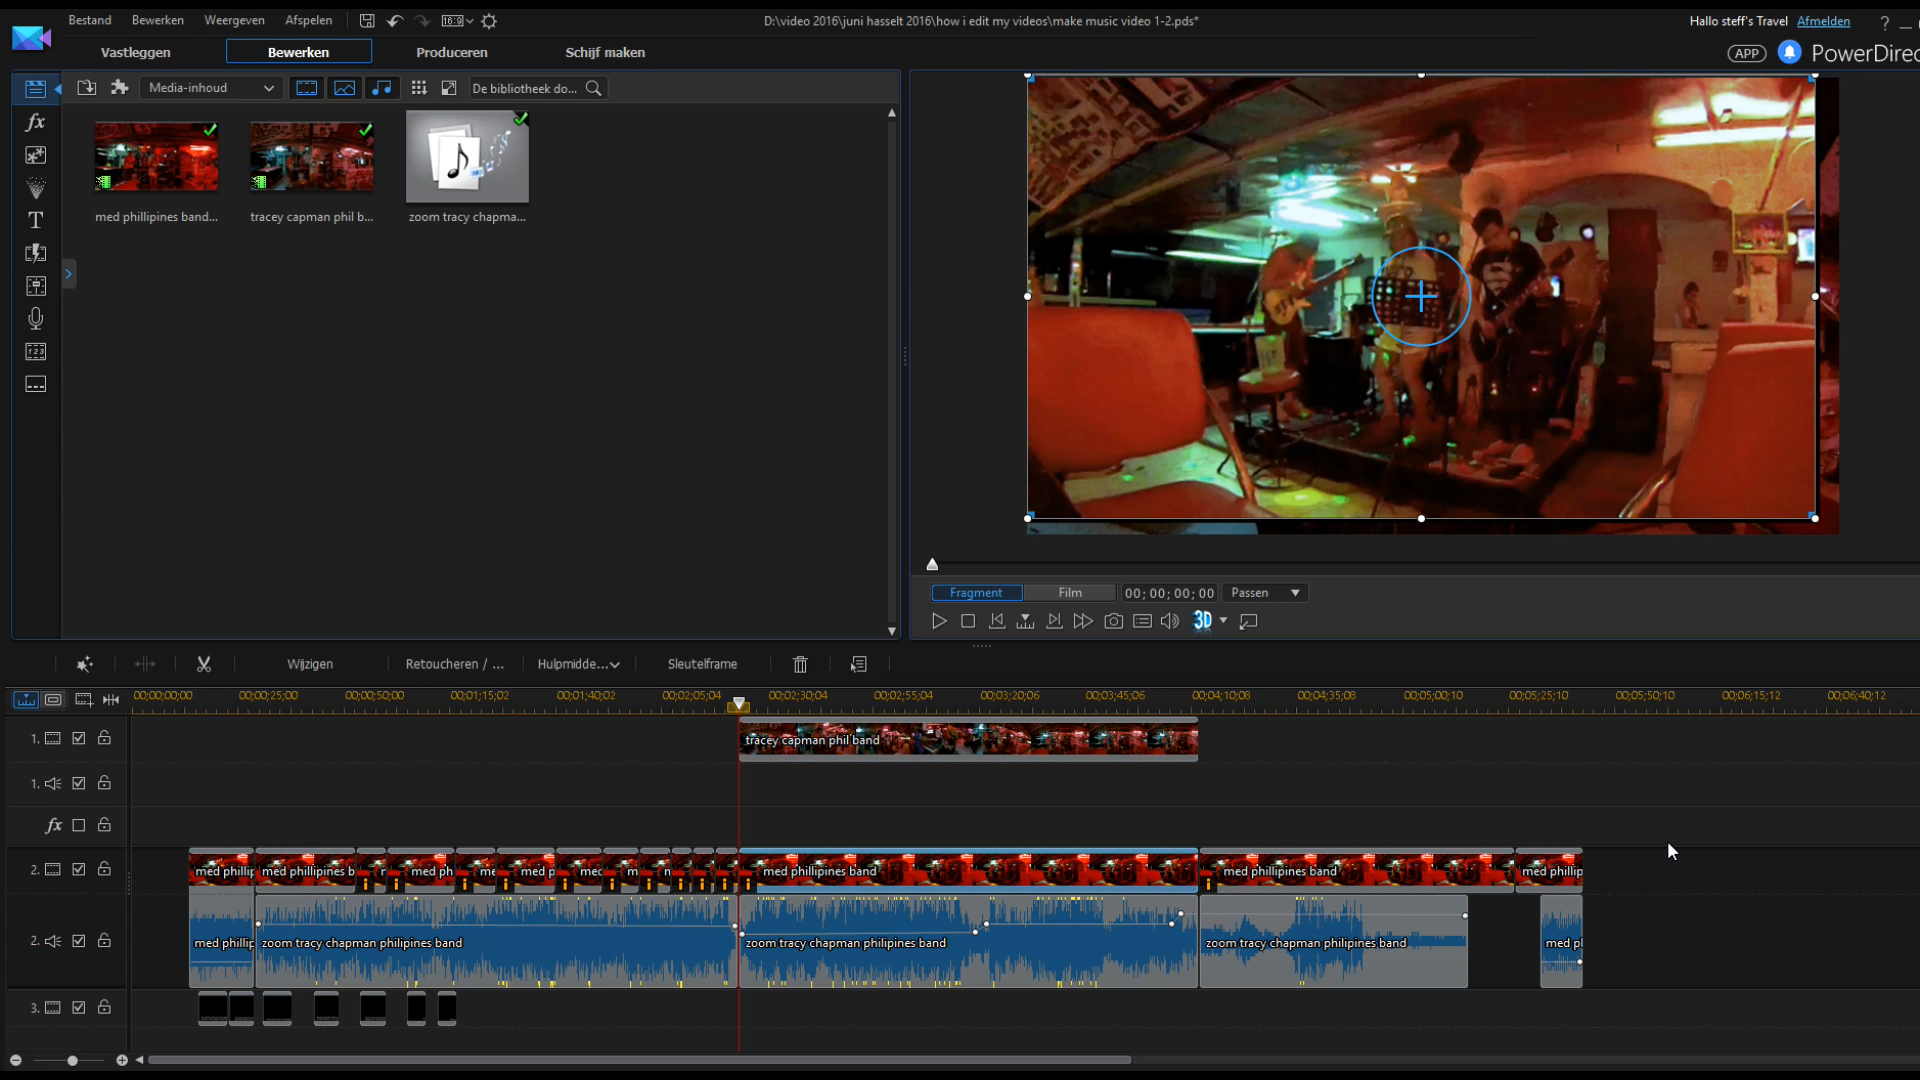 Bestand Bewerken Weergeven Afspelen 16:9 D:\video 2016\juni hasselt 2016\how i edit my videos\make music video 1-2.pds* Hallo steff's Travel Afmelden ?
Vastleggen Bewerken Produceren Schijf maken APP PowerDirec
Media-inhoud De bibliotheek do...
fx
T
123
med phillipines band... tracey capman phil b... zoom tracy chapma...
Fragment Film 00; 00; 00; 00 Passen
3D
Wijzigen Retoucheren / ... Hulpmidde... Sleutelframe
00;00;00;00 00;00;25;00 00;00;50;00 00;01;15;02 00;01;40;02 00;02;05;04 00;02;30;04 00;02;55;04 00;03;20;06 00;03;45;06 00;04;10;08 00;04;35;08 00;05;00;10 00;05;25;10 00;05;50;10 00;06;15;12 00;06;40;12
1. tracey capman phil band
1.
fx
2. med phillip med phillipines b r med ph me med p med m n med phillipines band med phillipines band med phillip
2. med phillip zoom tracy chapman philipines band zoom tracy chapman philipines band zoom tracy chapman philipines band med pl
3.